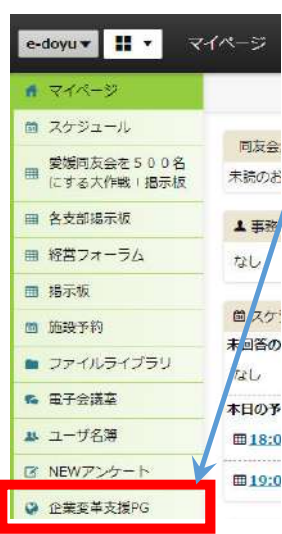 e-doyu▼
マイページ
マイページ
スケジュール
愛媛同友会を５００名
にする大作戦！掲示板
各支部掲示板
経営フォーラム
掲示板
施設予約
ファイルライブラリ
電子会議室
ユーザ名簿
NEWアンケート
企業変革支援PG
同友会
未読のお
事務
なし
スケジ
未回答の
なし
本日の予
18:0
19:0